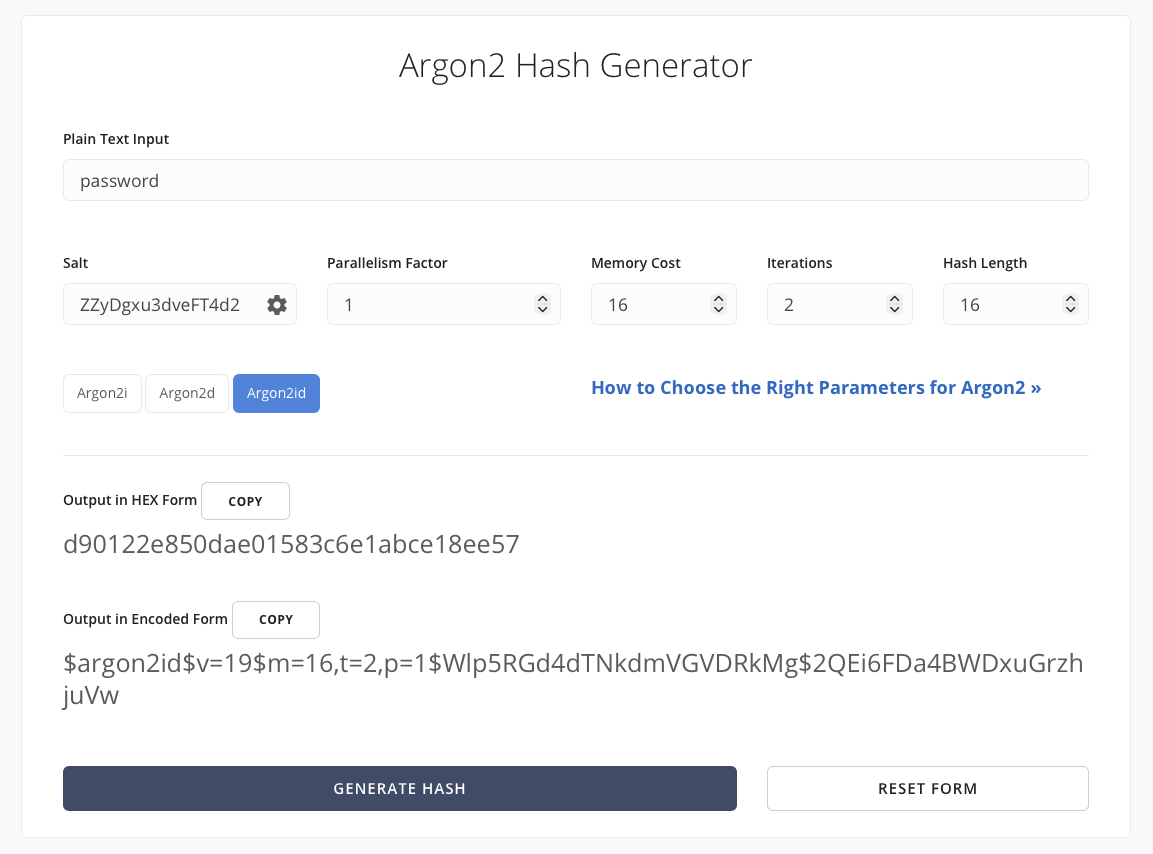 Argon2 Hash Generator
Plain Text Input
password
Salt Parallelism Factor Memory Cost Iterations Hash Length
ZZyDgxu3dveFT4d2 1 16 2 16
Argon2i Argon2d Argon2id How to Choose the Right Parameters for Argon2 »
Output in HEX Form COPY
d90122e850dae01583c6e1abce18ee57
Output in Encoded Form COPY
$argon2id$v=19$m=16,t=2,p=1$Wlp5RGd4dTNkdmVGVDRkMg$2QEi6FDa4BWDxuGrzh
juVw
GENERATE HASH RESET FORM